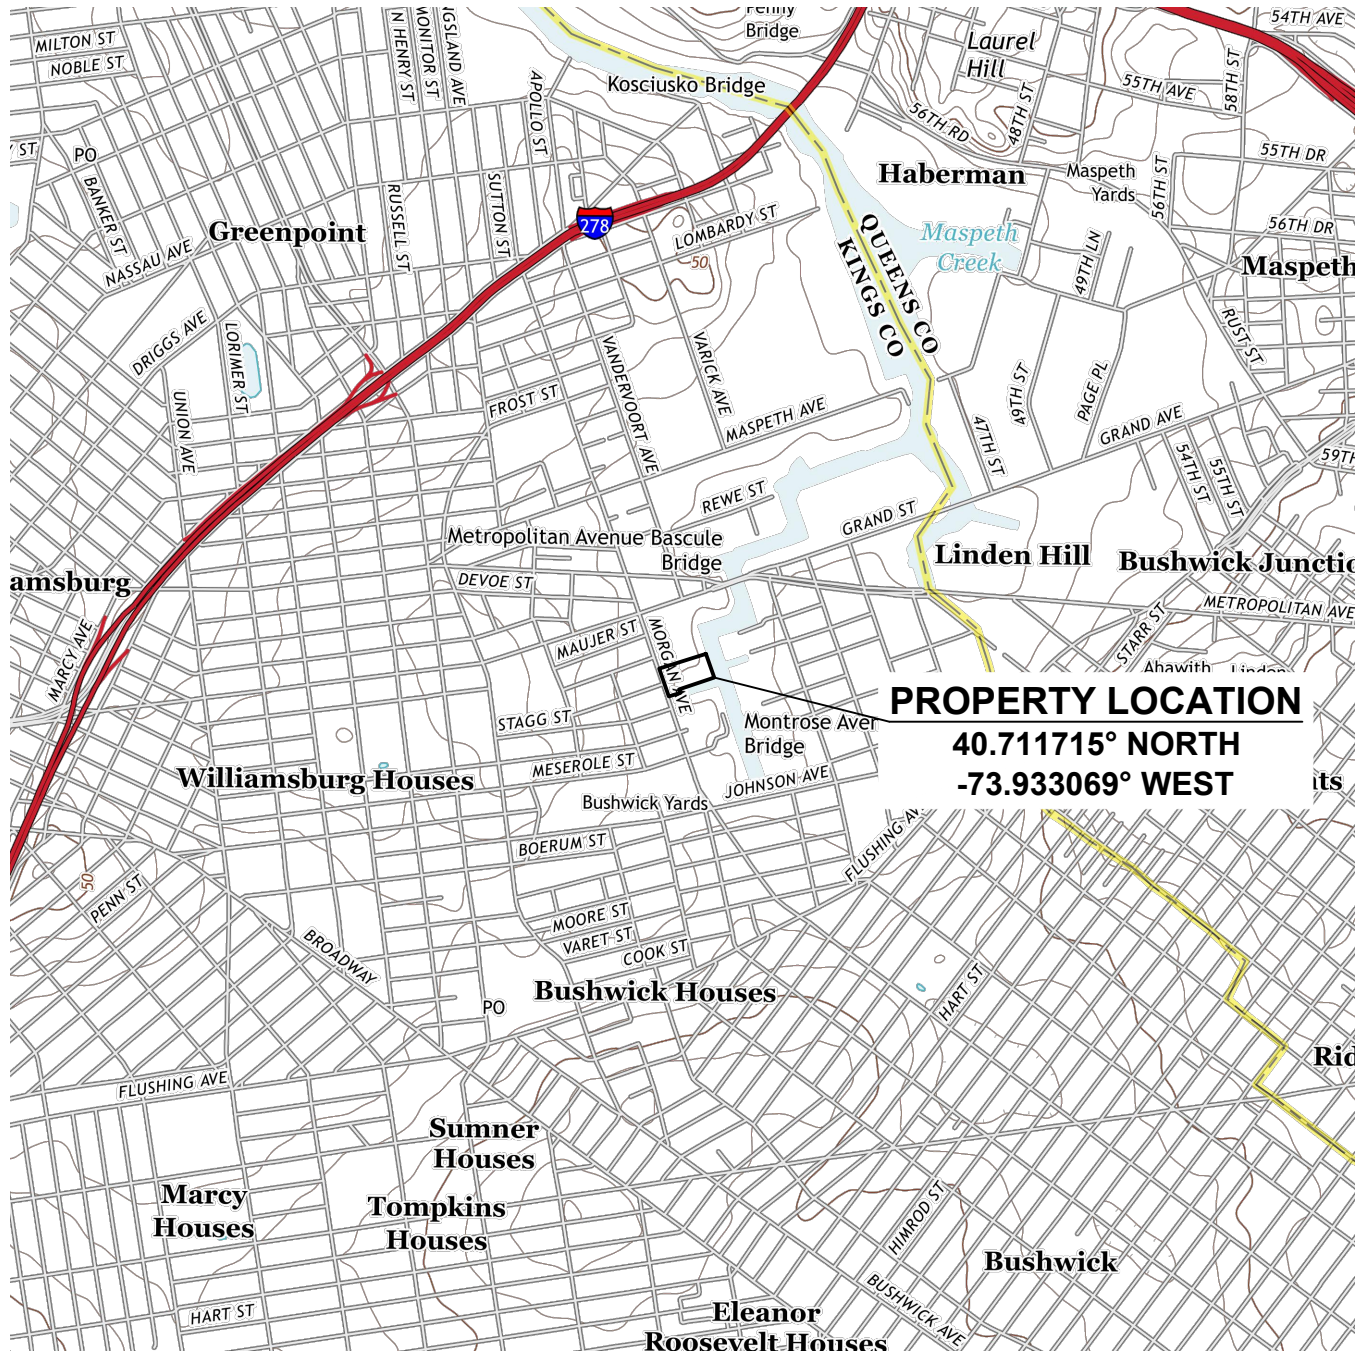 Penny
Bridge
54TH AVE
MILTON ST
NOBLE ST
N HENRY ST
MONITOR ST
GSLAND AVE
APOLLO ST
Kosciusko Bridge
Laurel
Hill
55TH AVE
58TH ST
48TH ST
56TH RD
Y ST
PO
BANKER ST
RUSSELL ST
SUTTON ST
Haberman
Maspeth
Yards
56TH ST
55TH DR
Greenpoint
278
LOMBARDY ST
50
NASSAU AVE
QUEENS CO
KINGS CO
Maspeth
Creek
49TH LN
56TH DR
Maspeth
DRIGGS AVE
LORIMER ST
UNION AVE
FROST ST
VANDERVOORT AVE
VARICK AVE
MASPETH AVE
49TH ST
PAGE PL
RUST ST
47TH ST
GRAND AVE
54TH ST
55TH ST
59TH
REWE ST
GRAND ST
Metropolitan Avenue Bascule
Bridge
Linden Hill
Bushwick Junctio
amsburg
DEVOE ST
METROPOLITAN AVE
STARR ST
MARCY AVE
MAUJER ST
MORGAN AVE
Ahawith
Linden
PROPERTY LOCATION
40.711715° NORTH
-73.933069° WEST
STAGG ST
Montrose Aver
Bridge
MESEROLE ST
JOHNSON AVE
Williamsburg Houses
Bushwick Yards
ts
BOERUM ST
FLUSHING AV
50
PENN ST
MOORE ST
VARET ST
COOK ST
BROADWAY
Bushwick Houses
PO
HART ST
FLUSHING AVE
Rid
Sumner
Houses
Marcy
Houses
Tompkins
Houses
HIMROD ST
Bushwick
HART ST
BUSHWICK AVE
Eleanor
Roosevelt Houses